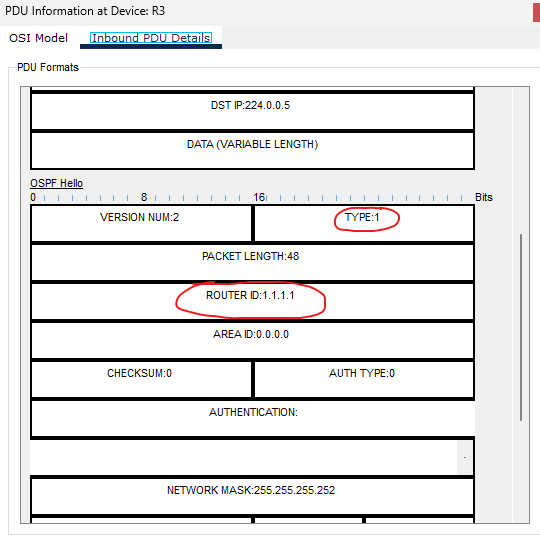 PDU Information at Device: R3
OSI Model Inbound PDU Details
PDU Formats
DST IP:224.0.0.5
DATA (VARIABLE LENGTH)
OSPF Hello
0 8 16 Bits
VERSION NUM:2 TYPE:1
PACKET LENGTH:48
ROUTER ID:1.1.1.1
AREA ID:0.0.0.0
CHECKSUM:0 AUTH TYPE:0
AUTHENTICATION:
NETWORK MASK:255.255.255.252